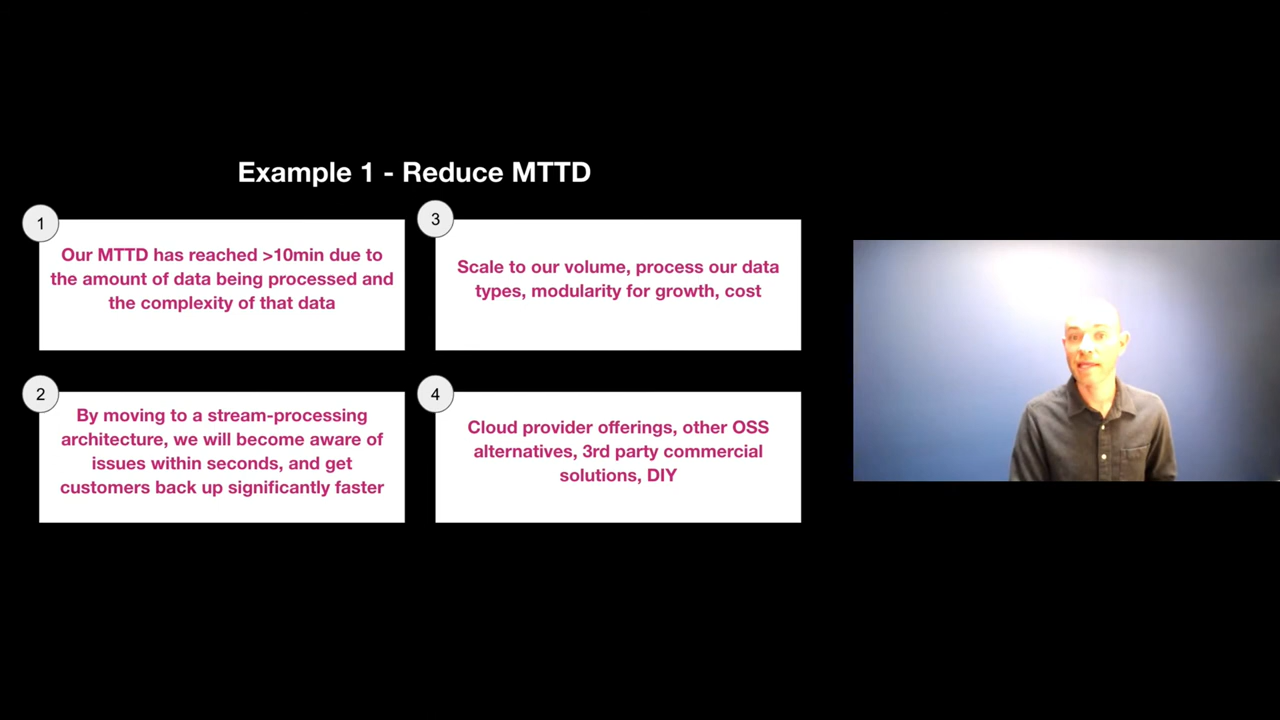 Example 1 - Reduce MTTD
1
Our MTTD has reached >10min due to
the amount of data being processed and
the complexity of that data
2
By moving to a stream-processing
architecture, we will become aware of
issues within seconds, and get
customers back up significantly faster
3
Scale to our volume, process our data
types, modularity for growth, cost
4
Cloud provider offerings, other OSS
alternatives, 3rd party commercial
solutions, DIY